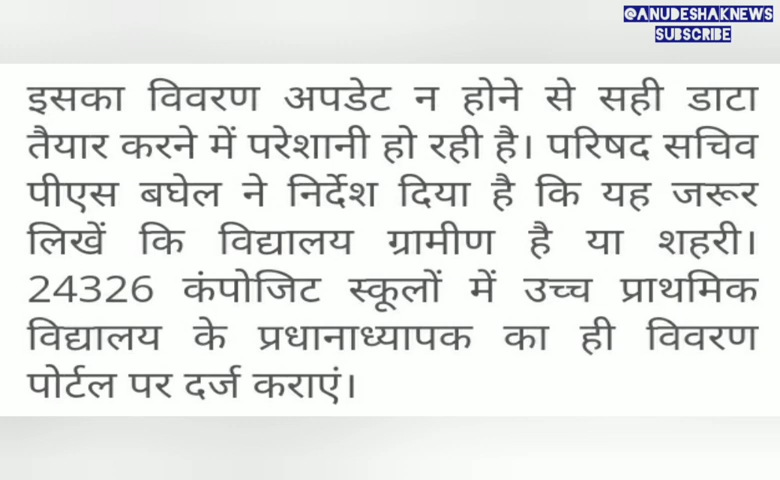 @ANUDESHAKNEWS
SUBSCRIBE
इसका विवरण अपडेट न होने से सही डाटा
तैयार करने में परेशानी हो रही है। परिषद सचिव
पीएस बघेल ने निर्देश दिया है कि यह जरूर
लिखें कि विद्यालय ग्रामीण है या शहरी।
24326 कंपोजिट स्कूलों में उच्च प्राथमिक
विद्यालय के प्रधानाध्यापक का ही विवरण
पोर्टल पर दर्ज कराएं।